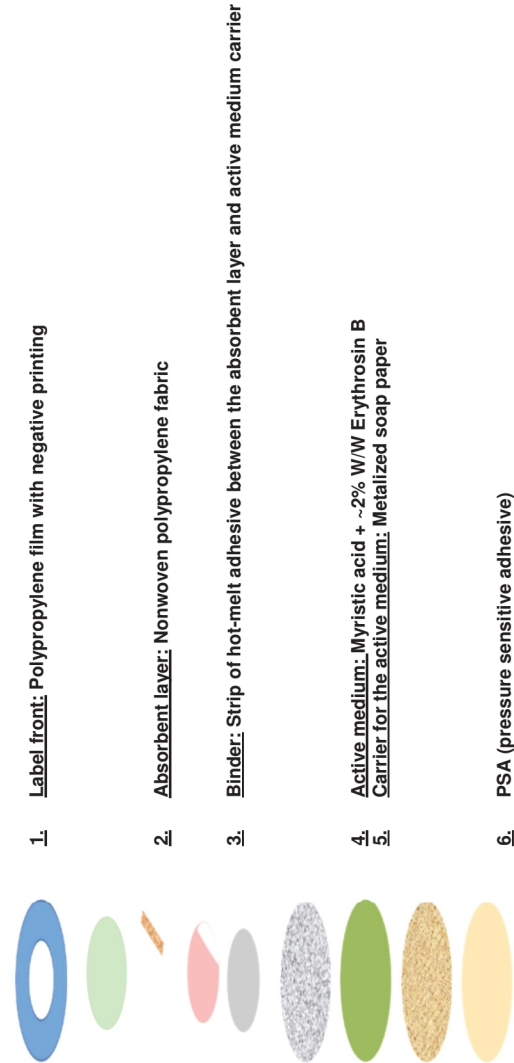 1. Label front: Polypropylene film with negative printing
2. Absorbent layer: Nonwoven polypropylene fabric
3. Binder: Strip of hot-melt adhesive between the absorbent layer and active medium carrier
4. Active medium: Myristic acid + ~2% W/W Erythrosin B
5. Carrier for the active medium: Metalized soap paper
6. PSA (pressure sensitive adhesive)